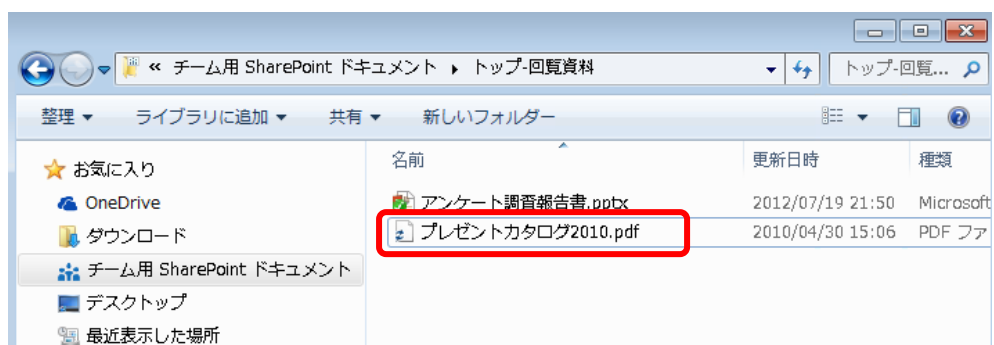 « チーム用 SharePoint ドキュメント ▸ トップ-回覧資料 トップ-回覧...
整理 ▼ ライブラリに追加 ▼ 共有 ▼ 新しいフォルダー
お気に入り
OneDrive
ダウンロード
チーム用 SharePoint ドキュメント
デスクトップ
最近表示した場所
名前 更新日時 種類
アンケート調査報告書.pptx 2012/07/19 21:50 Microsoft
プレゼントカタログ2010.pdf 2010/04/30 15:06 PDF ファ